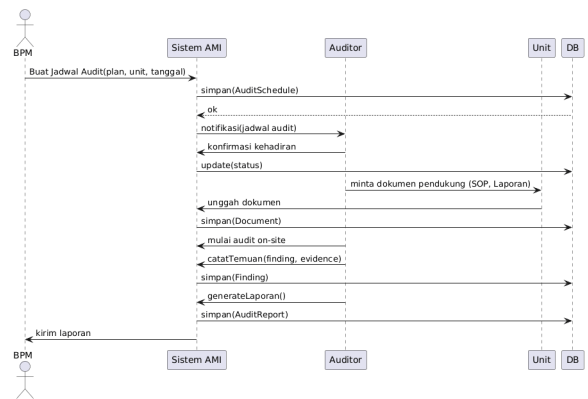 BPM
Sistem AMI
Auditor
Unit
DB
Buat Jadwal Audit(plan, unit, tanggal)
simpan(AuditSchedule)
ok
notifikasi(jadwal audit)
konfirmasi kehadiran
update(status)
minta dokumen pendukung (SOP, Laporan)
unggah dokumen
simpan(Document)
mulai audit on-site
catatTemuan(finding, evidence)
simpan(Finding)
generateLaporan()
simpan(AuditReport)
kirim laporan
BPM
Sistem AMI
Auditor
Unit
DB